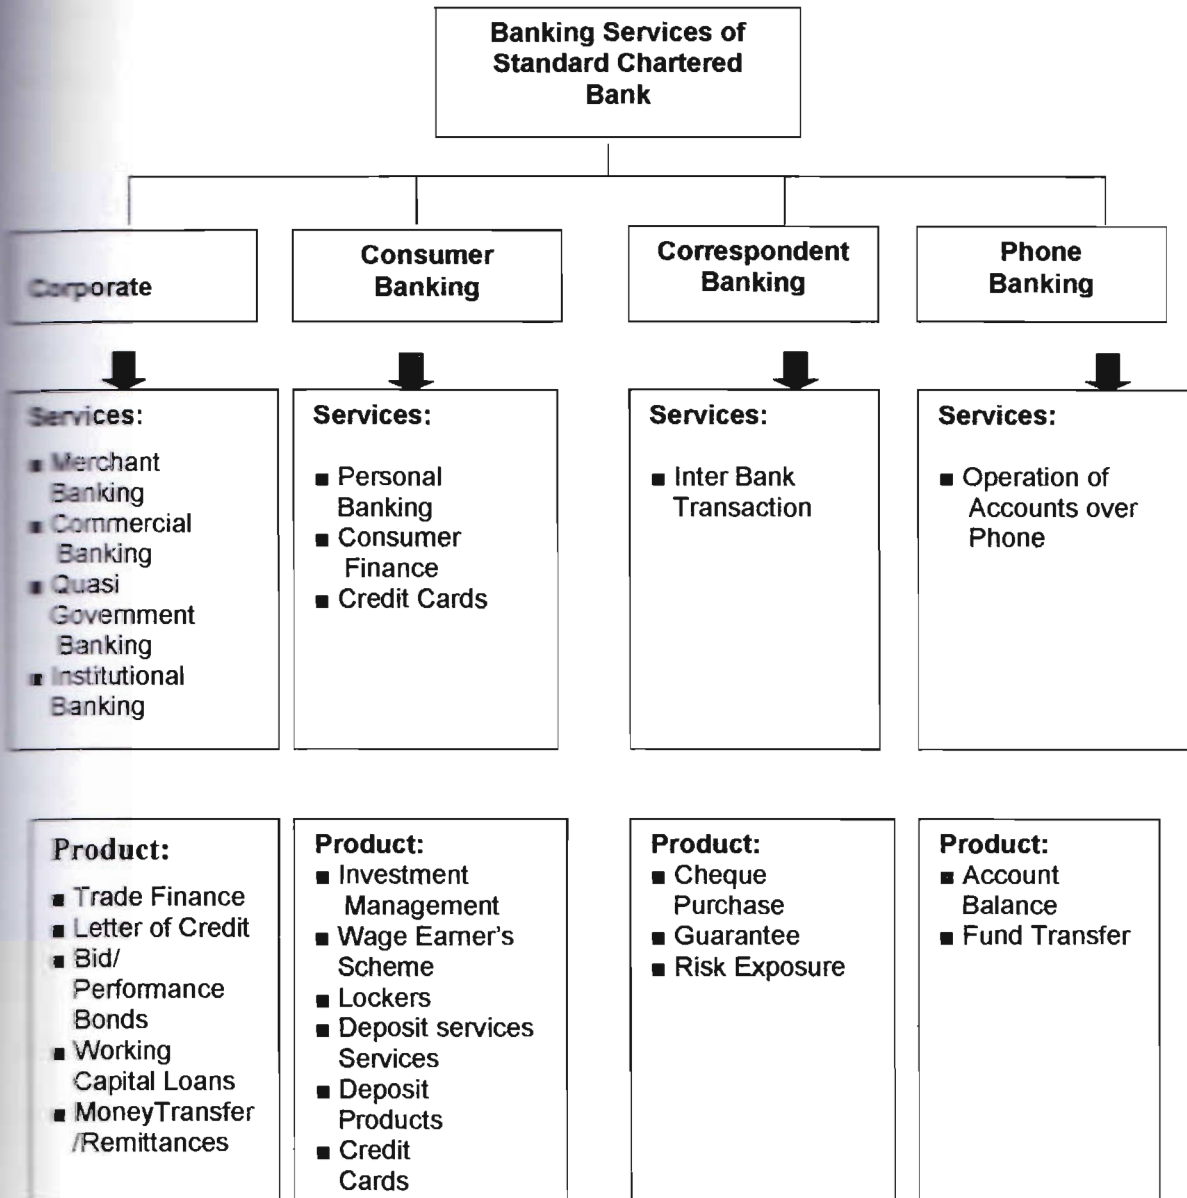 Banking Services of
Standard Chartered
Bank
Corporate
Consumer
Banking
Correspondent
Banking
Phone
Banking
Services:
■ Merchant
Banking
■ Commercial
Banking
■ Quasi
Government
Banking
■ Institutional
Banking
Services:
■ Personal
Banking
■ Consumer
Finance
■ Credit Cards
Services:
■ Inter Bank
Transaction
Services:
■ Operation of
Accounts over
Phone
Product:
■ Trade Finance
■ Letter of Credit
■ Bid/
Performance
Bonds
■ Working
Capital Loans
■ MoneyTransfer
/Remittances
Product:
■ Investment
Management
■ Wage Earner's
Scheme
■ Lockers
■ Deposit services
Services
■ Deposit
Products
■ Credit
Cards
Product:
■ Cheque
Purchase
■ Guarantee
■ Risk Exposure
Product:
■ Account
Balance
■ Fund Transfer